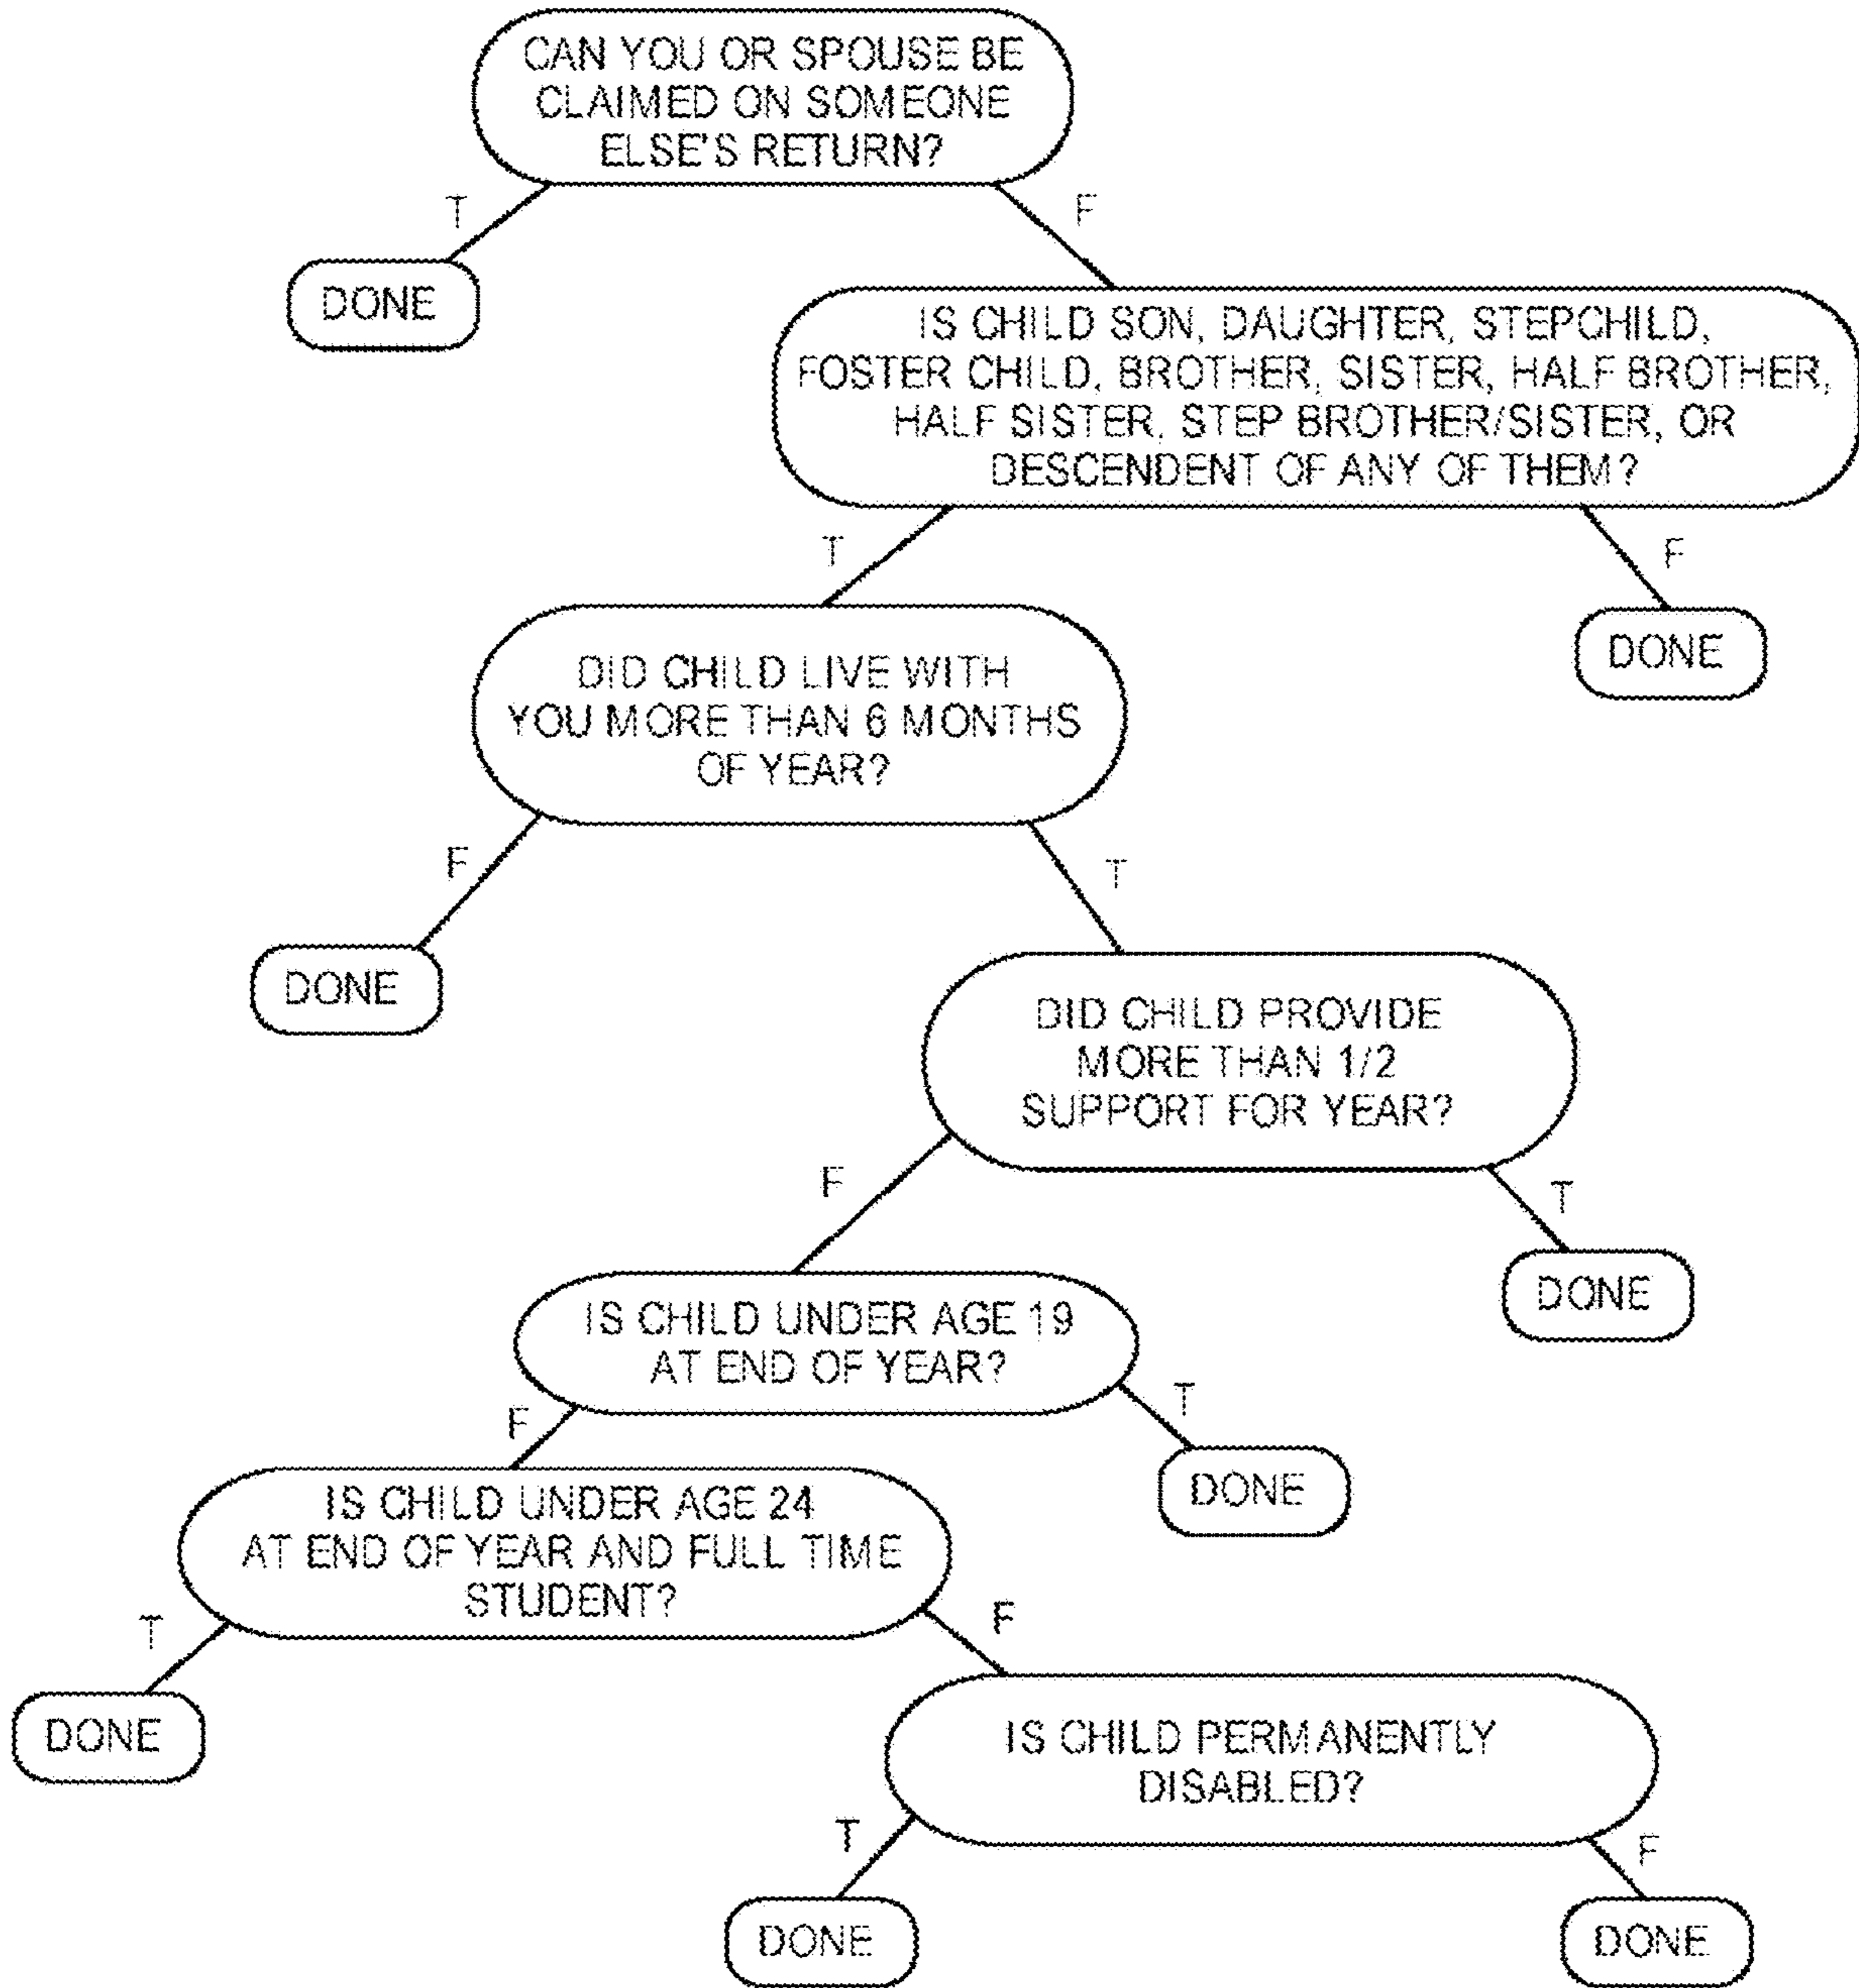 CAN YOU OR SPOUSE BE
CLAIMED ON SOMEONE
ELSE'S RETURN?
T
F
DONE
IS CHILD SON, DAUGHTER, STEPCHILD,
FOSTER CHILD, BROTHER, SISTER, HALF BROTHER,
HALF SISTER, STEP BROTHER/SISTER, OR
DESCENDENT OF ANY OF THEM?
T
F
DONE
DID CHILD LIVE WITH
YOU MORE THAN 6 MONTHS
OF YEAR?
F
T
DONE
DID CHILD PROVIDE
MORE THAN 1/2
SUPPORT FOR YEAR?
F
T
DONE
IS CHILD UNDER AGE 19
AT END OF YEAR?
F
T
DONE
IS CHILD UNDER AGE 24
AT END OF YEAR AND FULL TIME
STUDENT?
T
F
DONE
IS CHILD PERMANENTLY
DISABLED?
T
F
DONE
DONE